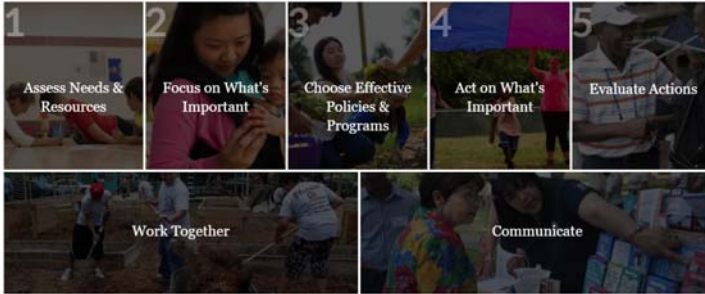 1
Assess Needs &
Resources
2
Focus on What's
Important
3
Choose Effective
Policies &
Programs
4
Act on What's
Important
5
Evaluate Actions
Work Together
Communicate